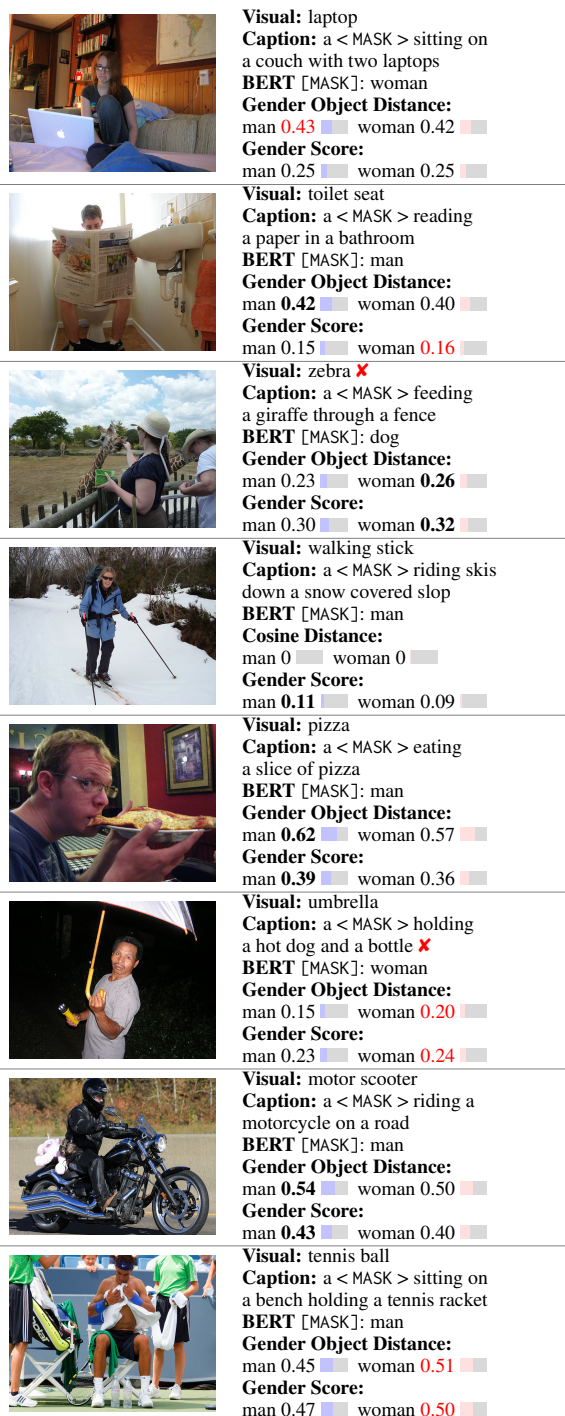 Visual: laptop
Caption: a < MASK > sitting on
a couch with two laptops
BERT [MASK]: woman
Gender Object Distance:
man 0.43 woman 0.42
Gender Score:
man 0.25 woman 0.25
Visual: toilet seat
Caption: a < MASK > reading
a paper in a bathroom
BERT [MASK]: man
Gender Object Distance:
man 0.42 woman 0.40
Gender Score:
man 0.15 woman 0.16
Visual: zebra ✘
Caption: a < MASK > feeding
a giraffe through a fence
BERT [MASK]: dog
Gender Object Distance:
man 0.23 woman 0.26
Gender Score:
man 0.30 woman 0.32
Visual: walking stick
Caption: a < MASK > riding skis
down a snow covered slop
BERT [MASK]: man
Cosine Distance:
man 0 woman 0
Gender Score:
man 0.11 woman 0.09
Visual: pizza
Caption: a < MASK > eating
a slice of pizza
BERT [MASK]: man
Gender Object Distance:
man 0.62 woman 0.57
Gender Score:
man 0.39 woman 0.36
Visual: umbrella
Caption: a < MASK > holding
a hot dog and a bottle ✘
BERT [MASK]: woman
Gender Object Distance:
man 0.15 woman 0.20
Gender Score:
man 0.23 woman 0.24
Visual: motor scooter
Caption: a < MASK > riding a
motorcycle on a road
BERT [MASK]: man
Gender Object Distance:
man 0.54 woman 0.50
Gender Score:
man 0.43 woman 0.40
Visual: tennis ball
Caption: a < MASK > sitting on
a bench holding a tennis racket
BERT [MASK]: man
Gender Object Distance:
man 0.45 woman 0.51
Gender Score:
man 0.47 woman 0.50